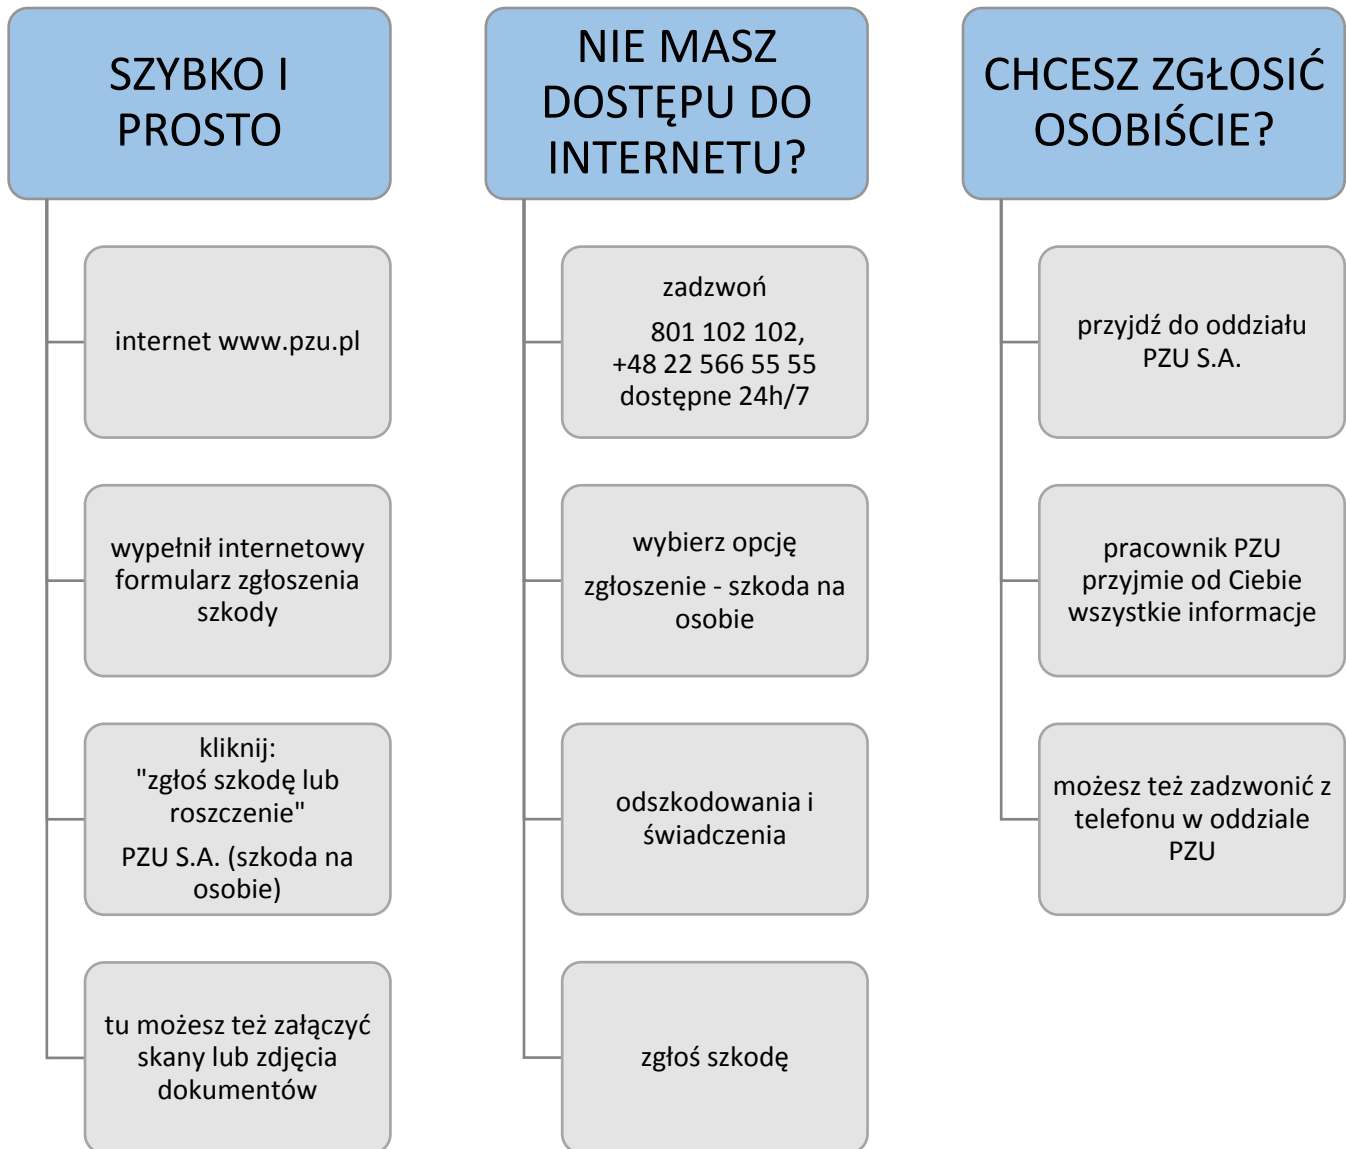 SZYBKO I
PROSTO
internet www.pzu.pl
wypełnił internetowy
formularz zgłoszenia
szkody
kliknij:
"zgłoś szkodę lub
roszczenie"
PZU S.A. (szkoda na
osobie)
tu możesz też załączyć
skany lub zdjęcia
dokumentów
NIE MASZ
DOSTĘPU DO
INTERNETU?
zadzwoń
801 102 102,
+48 22 566 55 55
dostępne 24h/7
wybierz opcję
zgłoszenie - szkoda na
osobie
odszkodowania i
świadczenia
zgłoś szkodę
CHCESZ ZGŁOSIĆ
OSOBIŚCIE?
przyjdź do oddziału
PZU S.A.
pracownik PZU
przyjmie od Ciebie
wszystkie informacje
możesz też zadzwonić z
telefonu w oddziale
PZU